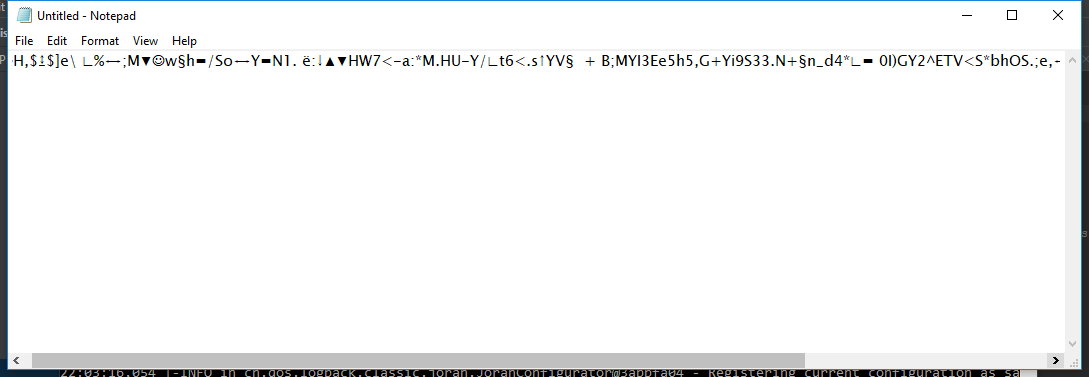 Untitled - Notepad
File Edit Format View Help
H,$⍊$]e\ ∟%↔;M▼☺w§h=/So→Y=N1. ë:↓▲▼HW7<-a:*M.HU-Y/∟t6<.s↑YV§ + B;MYI3Ee5h5,G+Yi9S33.N+§n_d4*∟= 0I)GY2^ETV<S*bhOS.;e,-
22:03:16,054 |-INFO in ch.qos.logback.classic.joran.JoranConfigurator@3abbfa04 - Registering current configuration as sa